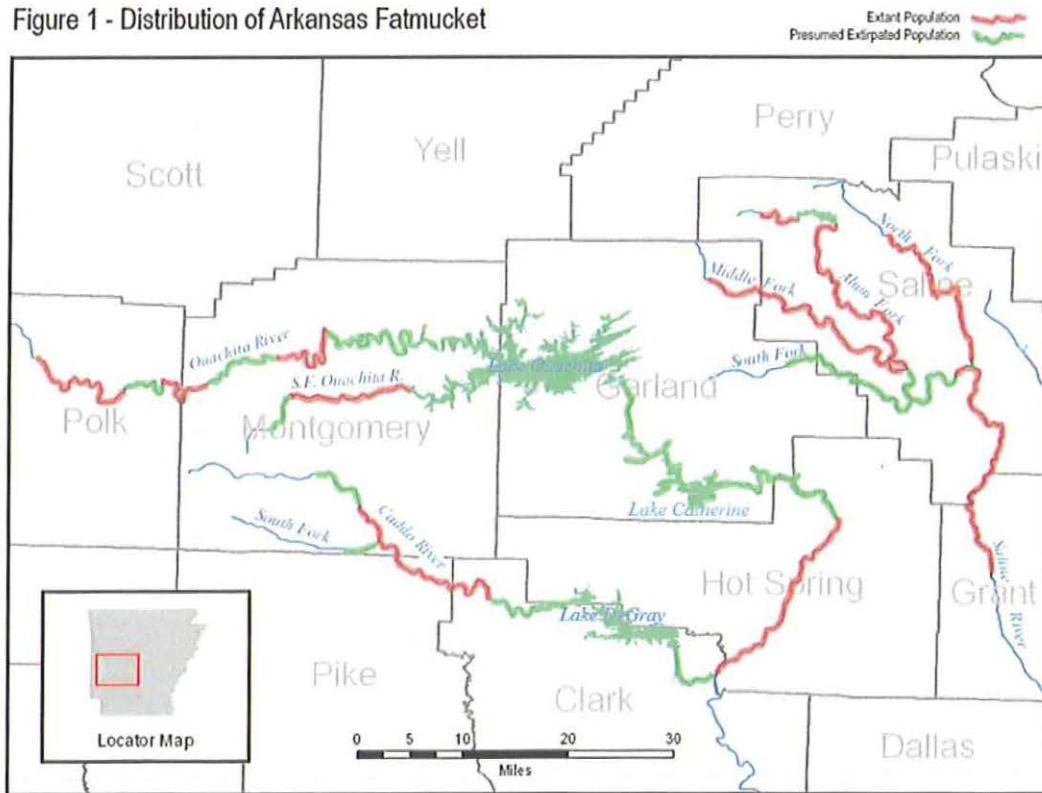 Figure 1 - Distribution of Arkansas Fatmucket
Extant Population
Presumed Extirpated Population
Perry
Yell
Pulaski
Scott
North Fork
Middle Fork
Alum Fork
Saline
Ouachita River
South Fork
Lake Ouachita
S.F. Ouachita R.
Garland
Polk
Montgomery
Lake Catherine
South Fork
Caddo River
Hot Spring
Grant
Saline River
Lake DeGray
Pike
Clark
Locator Map
0 5 10 20 30
Miles
Dallas